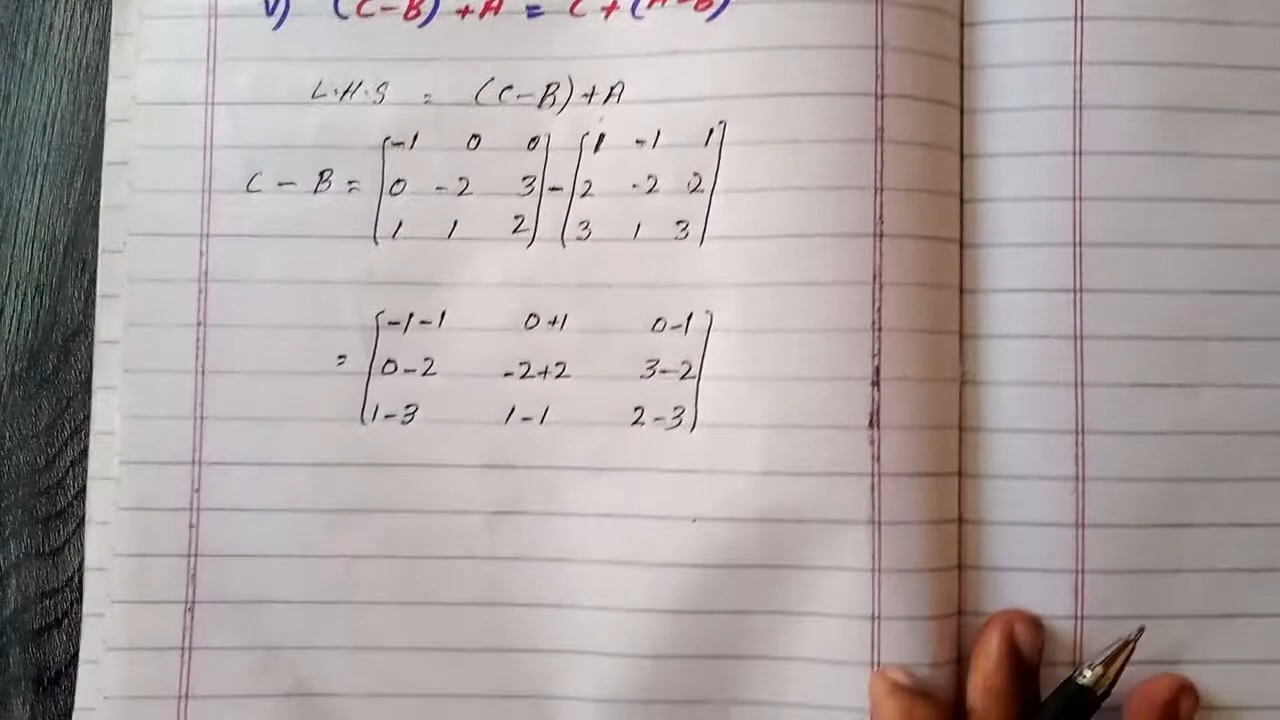 v) (C-B) + A = C + (A-B)
L.H.S = (C-B)+A
C - B = [-1 0 0] - [1 -1 1]
[0 -2 3] [2 -2 2]
[1 1 2] [3 1 3]
= [-1-1 0+1 0-1]
[0-2 -2+2 3-2]
[1-3 1-1 2-3]